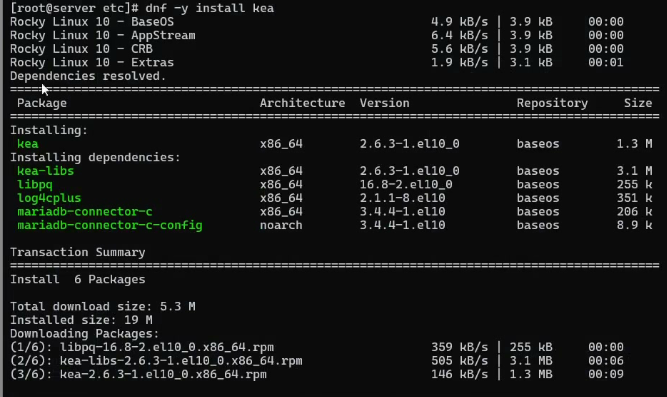 [root@server etc]# dnf -y install kea
Rocky Linux 10 - BaseOS 4.9 kB/s | 3.9 kB 00:00
Rocky Linux 10 - AppStream 6.4 kB/s | 3.9 kB 00:00
Rocky Linux 10 - CRB 5.6 kB/s | 3.9 kB 00:00
Rocky Linux 10 - Extras 1.9 kB/s | 3.1 kB 00:01
Dependencies resolved.
================================================================================
Package Architecture Version Repository Size
================================================================================
Installing:
kea x86_64 2.6.3-1.el10_0 baseos 1.3 M
Installing dependencies:
kea-libs x86_64 2.6.3-1.el10_0 baseos 3.1 M
libpq x86_64 16.8-2.el10_0 baseos 255 k
log4cplus x86_64 2.1.1-8.el10 baseos 351 k
mariadb-connector-c x86_64 3.4.4-1.el10 baseos 206 k
mariadb-connector-c-config noarch 3.4.4-1.el10 baseos 8.9 k
Transaction Summary
================================================================================
Install 6 Packages
Total download size: 5.3 M
Installed size: 19 M
Downloading Packages:
(1/6): libpq-16.8-2.el10_0.x86_64.rpm 359 kB/s | 255 kB 00:00
(2/6): kea-libs-2.6.3-1.el10_0.x86_64.rpm 505 kB/s | 3.1 MB 00:06
(3/6): kea-2.6.3-1.el10_0.x86_64.rpm 146 kB/s | 1.3 MB 00:09